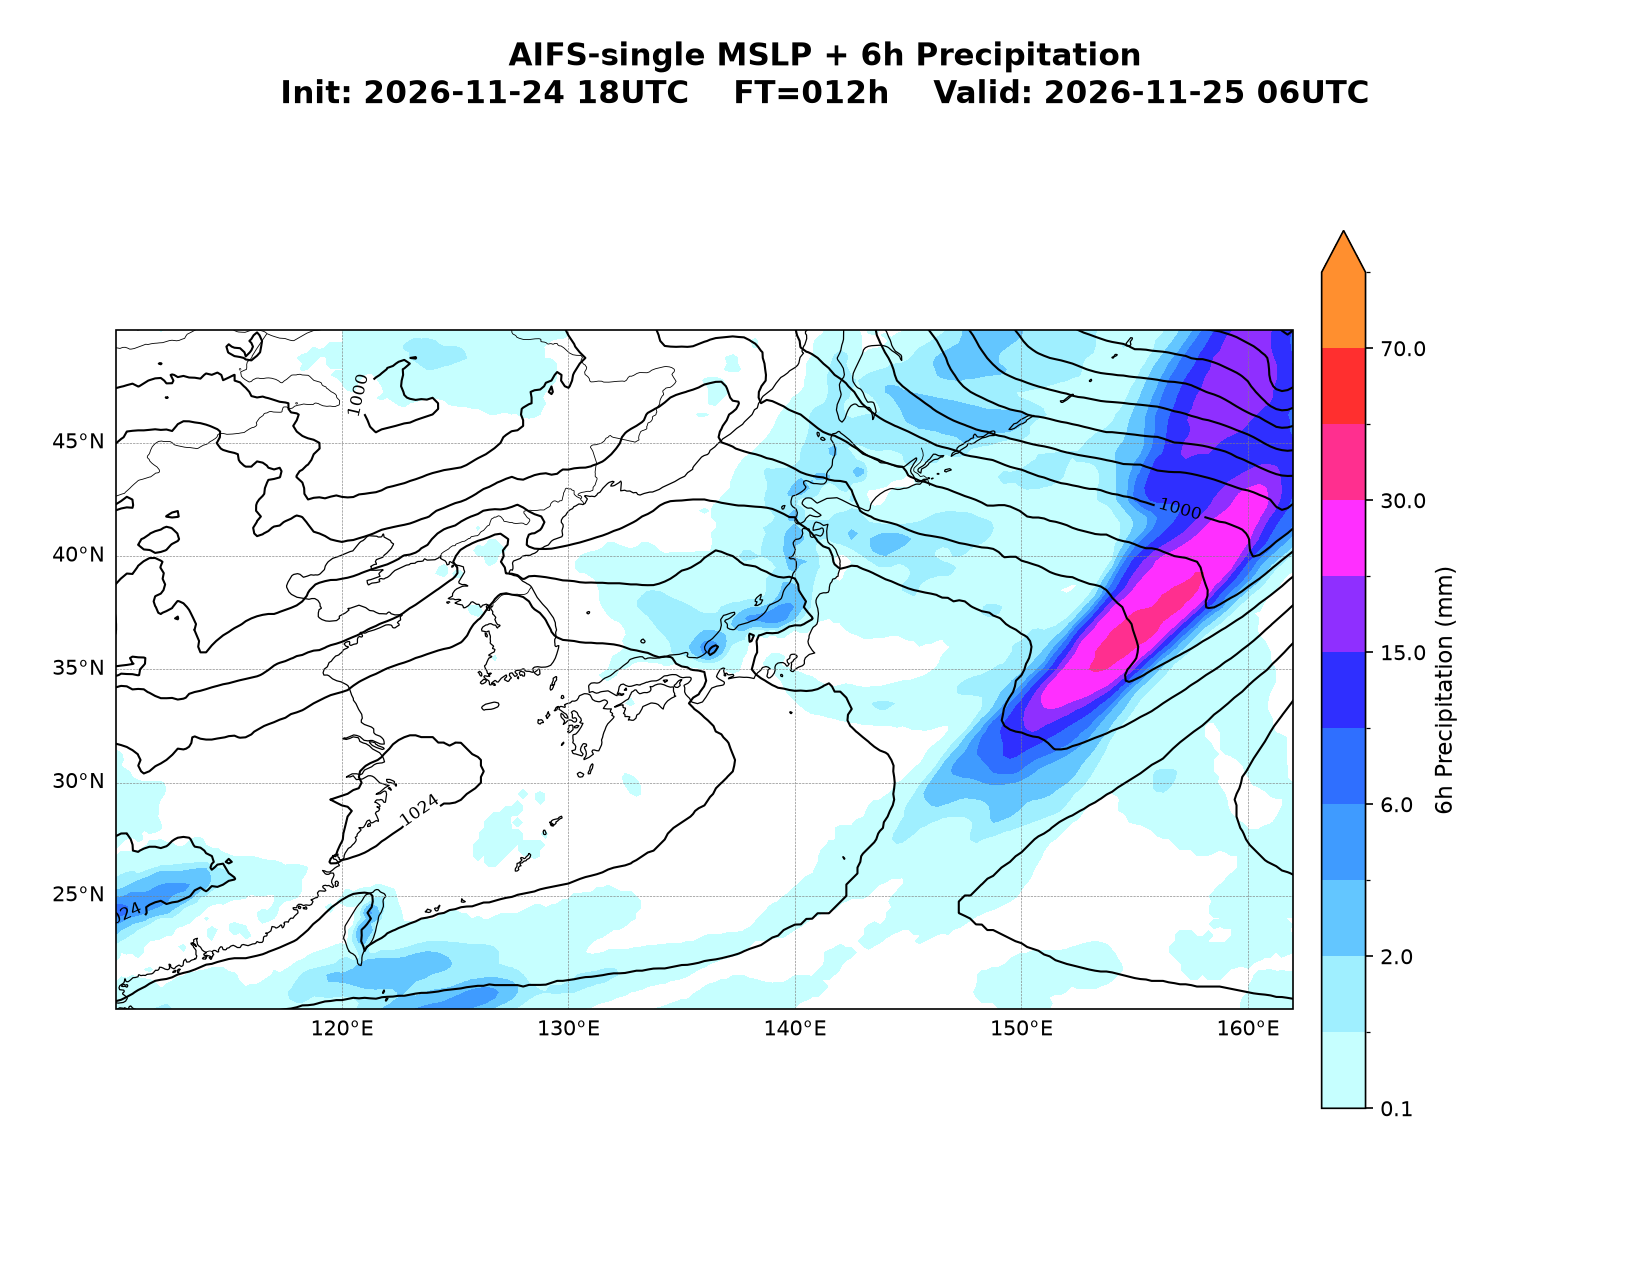 AIFS-single MSLP + 6h Precipitation
Init: 2026-11-24 18UTC    FT=012h    Valid: 2026-11-25 06UTC
70.0
30.0
15.0
6.0
2.0
0.1
6h Precipitation (mm)
45°N
40°N
35°N
30°N
25°N
1000
1000
1024
024
120°E
130°E
140°E
150°E
160°E